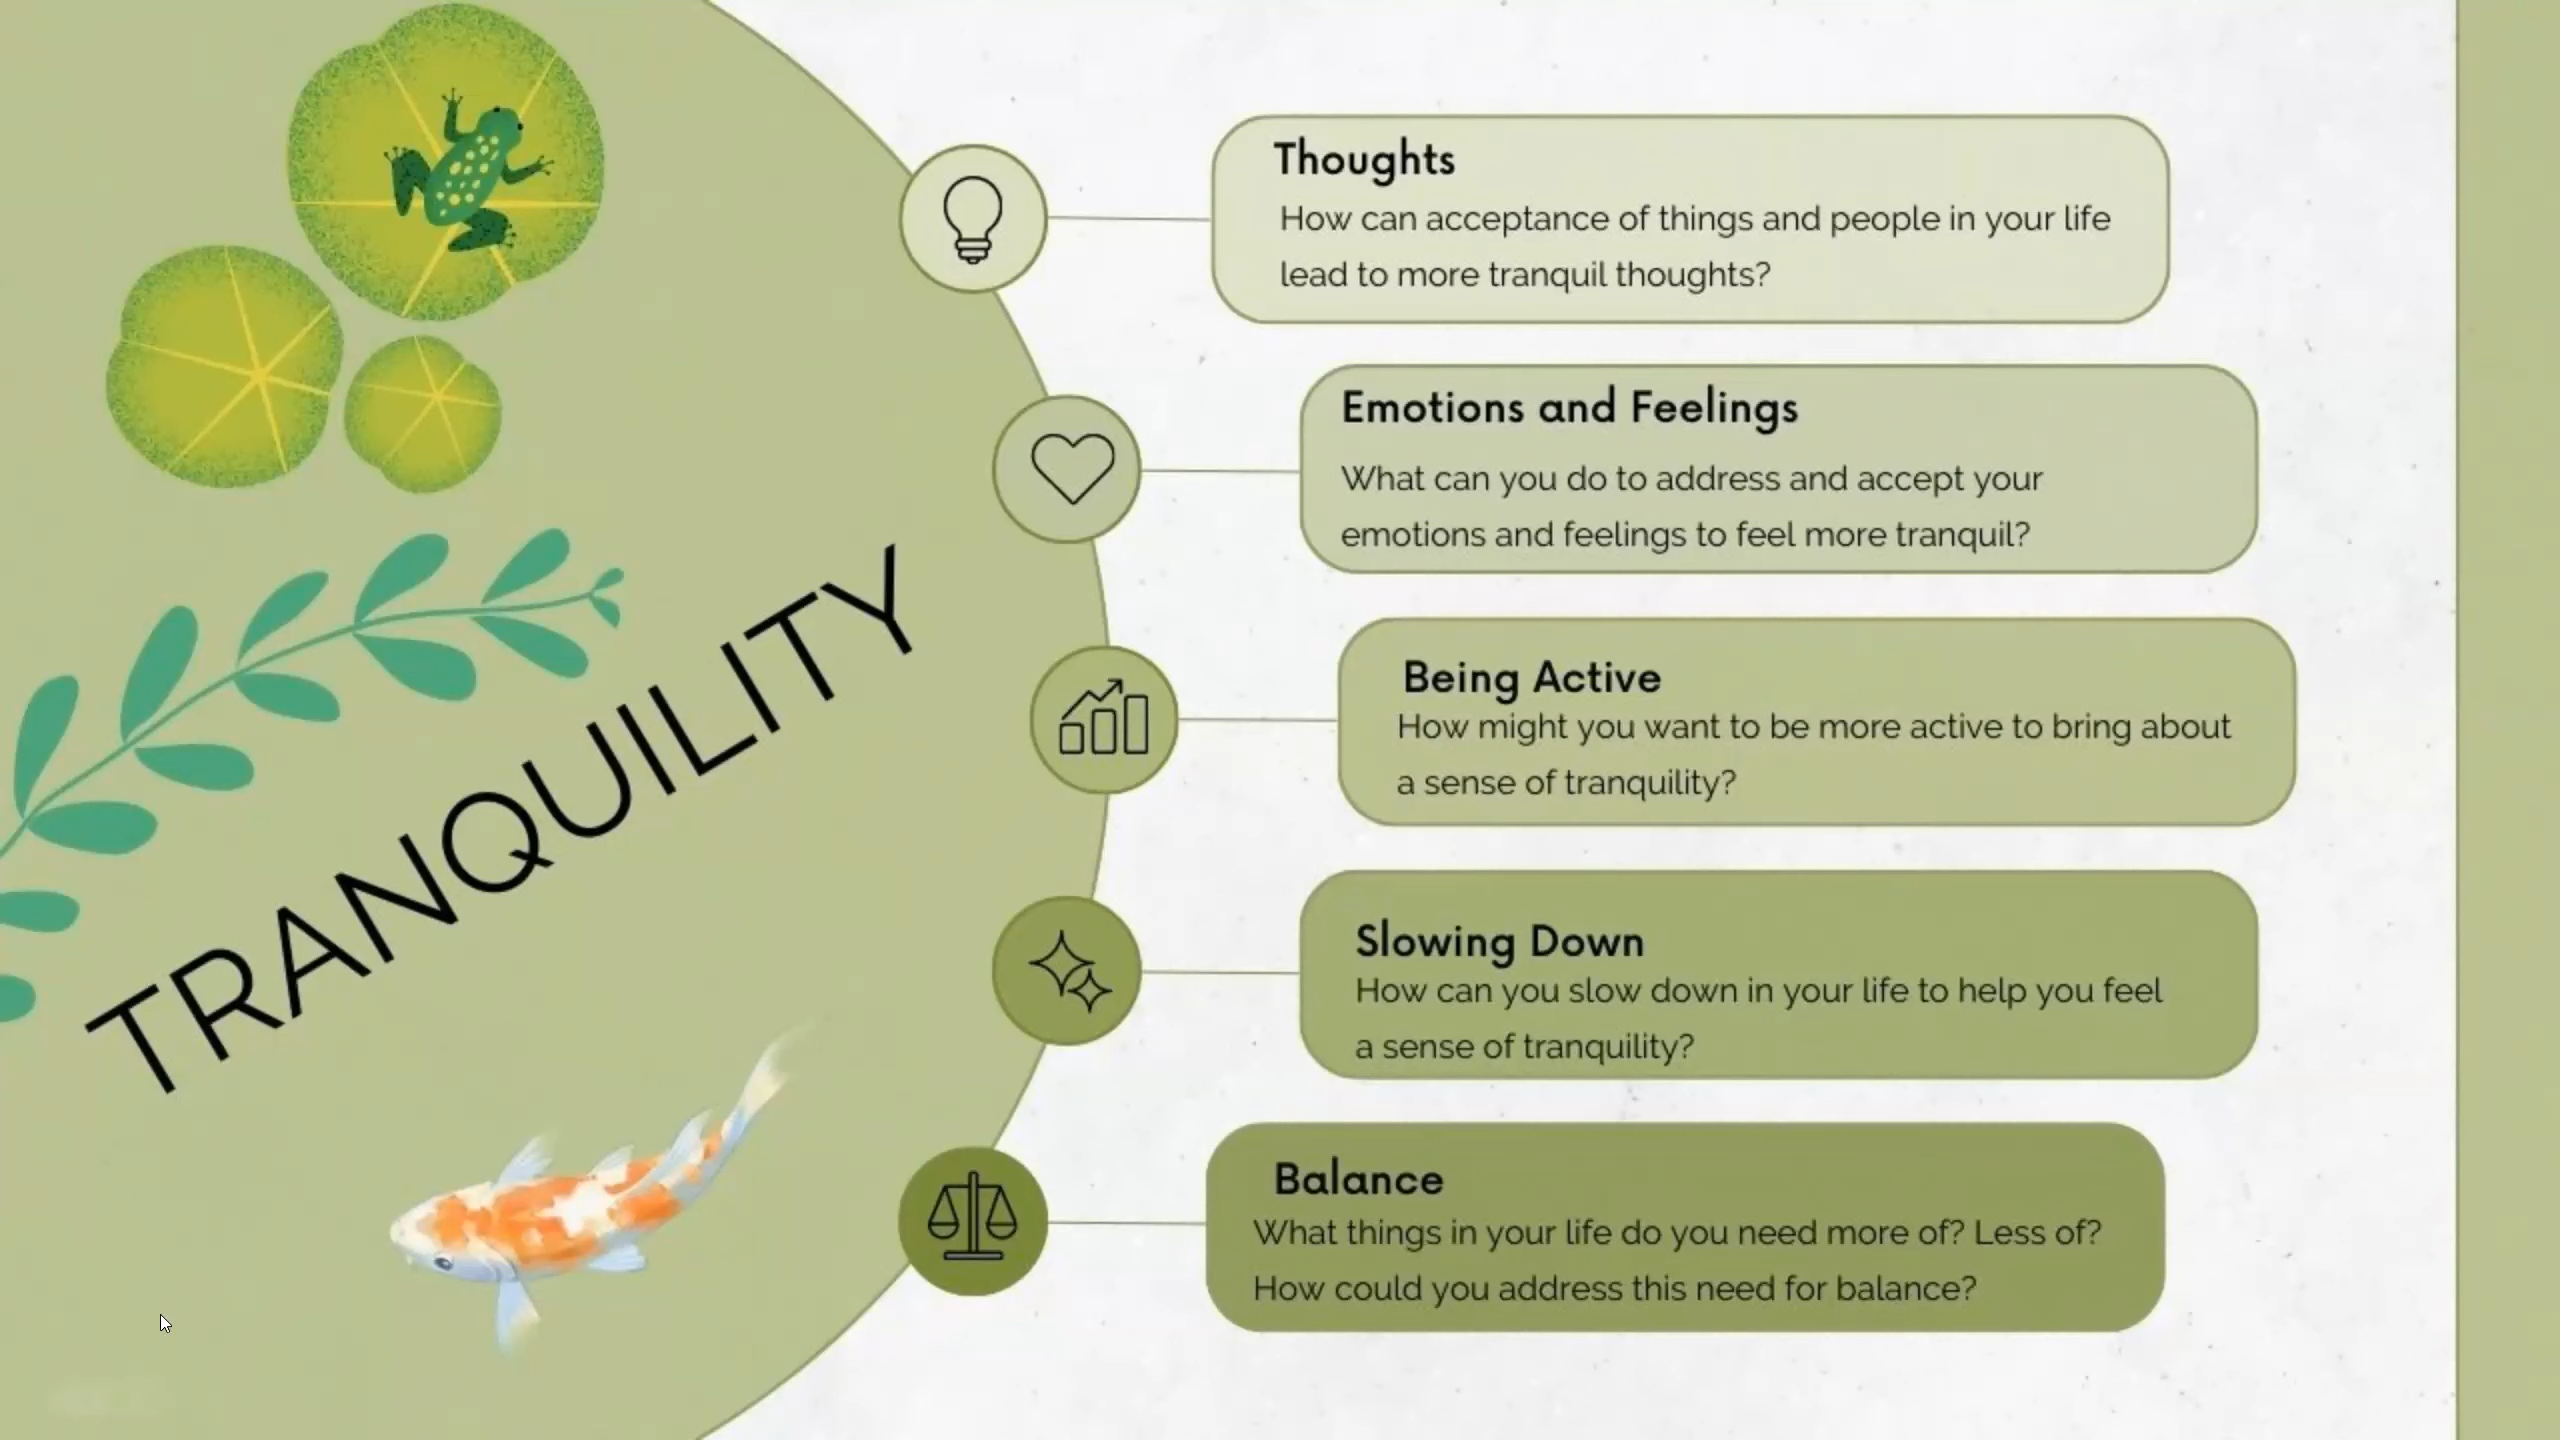 TRANQUILITY
Thoughts
How can acceptance of things and people in your life
lead to more tranquil thoughts?
Emotions and Feelings
What can you do to address and accept your
emotions and feelings to feel more tranquil?
Being Active
How might you want to be more active to bring about
a sense of tranquility?
Slowing Down
How can you slow down in your life to help you feel
a sense of tranquility?
Balance
What things in your life do you need more of? Less of?
How could you address this need for balance?